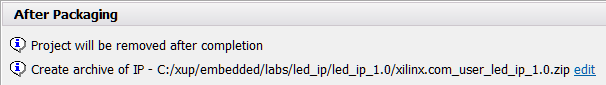 After Packaging
Project will be removed after completion
Create archive of IP - C:/xup/embedded/labs/led_ip/led_ip_1.0/xilinx.com_user_led_ip_1.0.zip edit